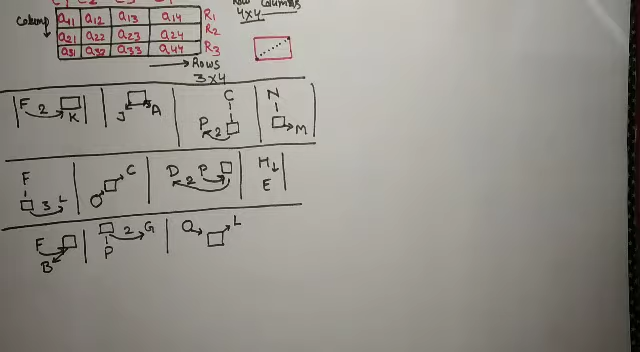 Row Columns
Column a11 a12 a13 a14 R1
4x4
a21 a22 a23 a24 R2
a31 a32 a33 a44 R3
Rows
3x4
F 2 K
J A
C
P 2
N
M
F
3 L
C
D 2 P
H
E
F
B
2 G
P
Q L